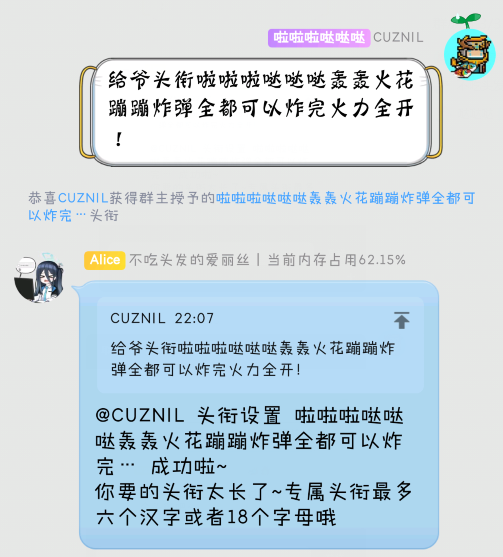 啦啦啦哒哒哒 CUZNIL
给爷头衔啦啦啦哒哒哒轰轰火花
蹦蹦炸弹全都可以炸完火力全开
！
恭喜CUZNIL获得群主授予的啦啦啦哒哒哒轰轰火花蹦蹦炸弹全都可
以炸完…头衔
Alice 不吃头发的爱丽丝丨当前内存占用62.15%
CUZNIL 22:07
给爷头衔啦啦啦哒哒哒轰轰火花蹦蹦炸
弹全都可以炸完火力全开!
@CUZNIL 头衔设置 啦啦啦哒哒
哒轰轰火花蹦蹦炸弹全都可以炸
完… 成功啦~
你要的头衔太长了~专属头衔最多
六个汉字或者18个字母哦